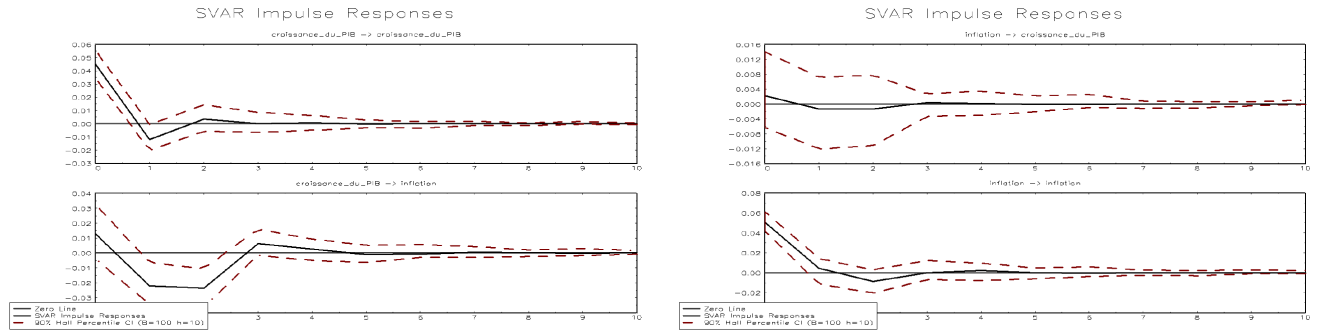 SVAR Impulse Responses
croissance_du_PIB -> croissance_du_PIB
0.06
0.05
0.04
0.03
0.02
0.01
0.00
-0.01
-0.02
-0.03
0 1 2 3 4 5 6 7 8 9 10
croissance_du_PIB -> inflation
0.04
0.03
0.02
0.01
0.00
-0.01
-0.02
-0.03
3 4 5 6 7 8 9 10
Zero Line
SVAR Impulse Responses
90% Hall Percentile CI (B=100 h=10)
SVAR Impulse Responses
inflation -> croissance_du_PIB
0.016
0.012
0.008
0.004
0.000
-0.004
-0.008
-0.012
-0.016
0 1 2 3 4 5 6 7 8 9 10
inflation -> inflation
0.08
0.06
0.04
0.02
0.00
-0.02
3 4 5 6 7 8 9 10
Zero Line
SVAR Impulse Responses
90% Hall Percentile CI (B=100 h=10)